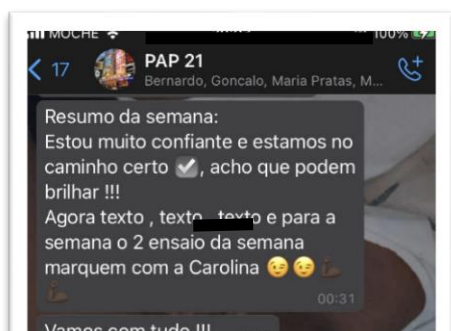 MOCHE
100%
17
PAP 21
Bernardo, Goncalo, Maria Pratas, M...
Resumo da semana:
Estou muito confiante e estamos no
caminho certo ✅, acho que podem
brilhar !!!
Agora texto , texto texto e para a
semana o 2 ensaio da semana
marquem com a Carolina 😉 😉 💪🏿
💪🏿
00:31
Vamos com tudo !!!